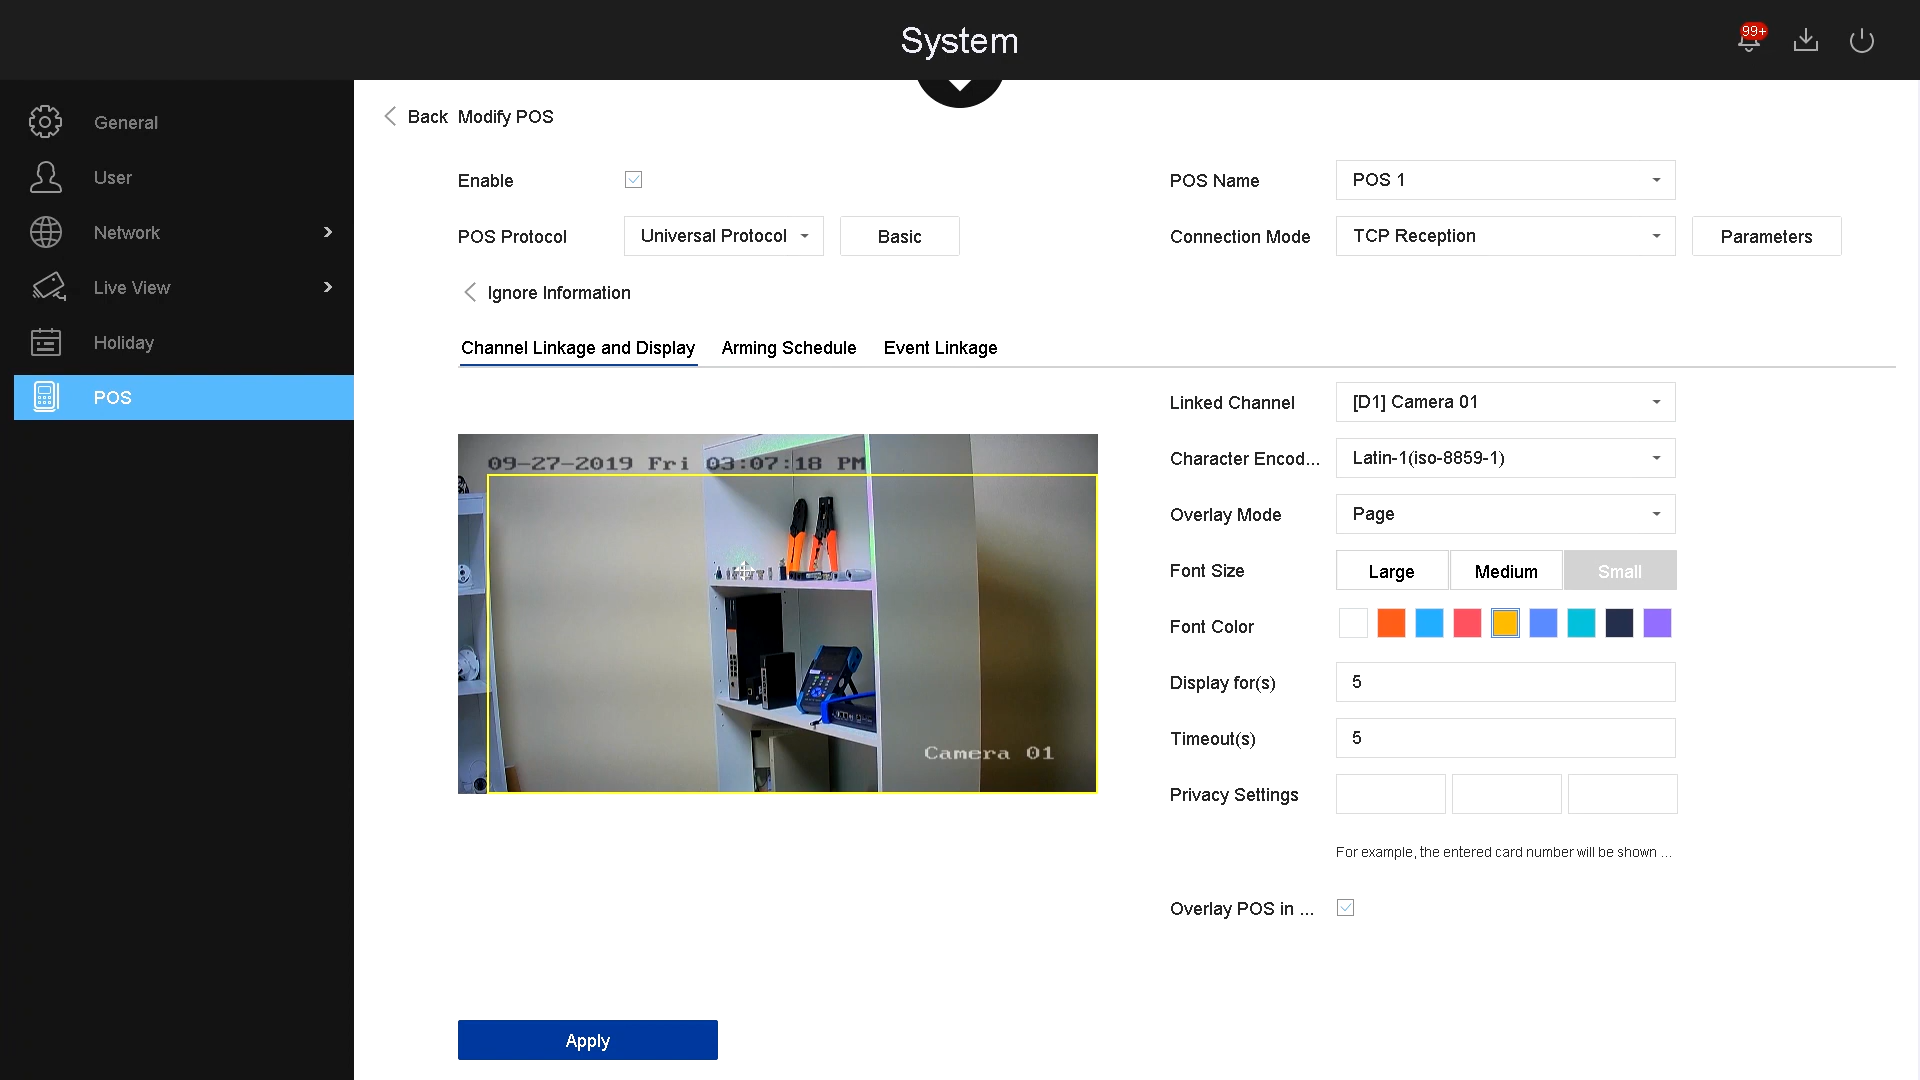 System
99+
General
User
Network
Live View
Holiday
POS
Back Modify POS
Enable
POS Name POS 1
POS Protocol Universal Protocol Basic
Connection Mode TCP Reception Parameters
Ignore Information
Channel Linkage and Display Arming Schedule Event Linkage
09-27-2019 Fri 03:07:18 PM
Camera 01
Linked Channel [D1] Camera 01
Character Encod... Latin-1(iso-8859-1)
Overlay Mode Page
Font Size Large Medium Small
Font Color
Display for(s) 5
Timeout(s) 5
Privacy Settings
For example, the entered card number will be shown ...
Overlay POS in ...
Apply